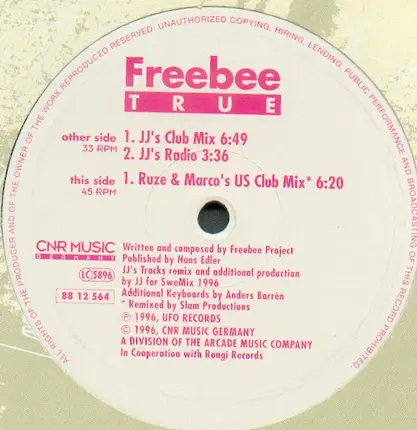 ALL RIGHTS OF THE PRODUCER AND OF THE OWNER OF THE WORK REPRODUCED RESERVED. UNAUTHORIZED COPYING, HIRING, LENDING, PUBLIC PERFORMANCE AND BROADCASTING OF THIS RECORD PROHIBITED.
Freebee
TRUE
other side 1. JJ's Club Mix 6:49
33 RPM 2. JJ's Radio 3:36
this side 1. Ruze & Marco's US Club Mix* 6:20
45 RPM
CNR MUSIC
GERMANY
LC 5896
88 12 564
Written and composed by Freebee Project
Published by Hans Edler
JJ's Tracks remix and additional production
by JJ for SweMix 1996
Additional Keyboards by Anders Barrén
* Remixed by Slam Productions
℗ 1996, UFO RECORDS
© 1996, CNR MUSIC GERMANY
A DIVISION OF THE ARCADE MUSIC COMPANY
In Cooperation with Rongi Records